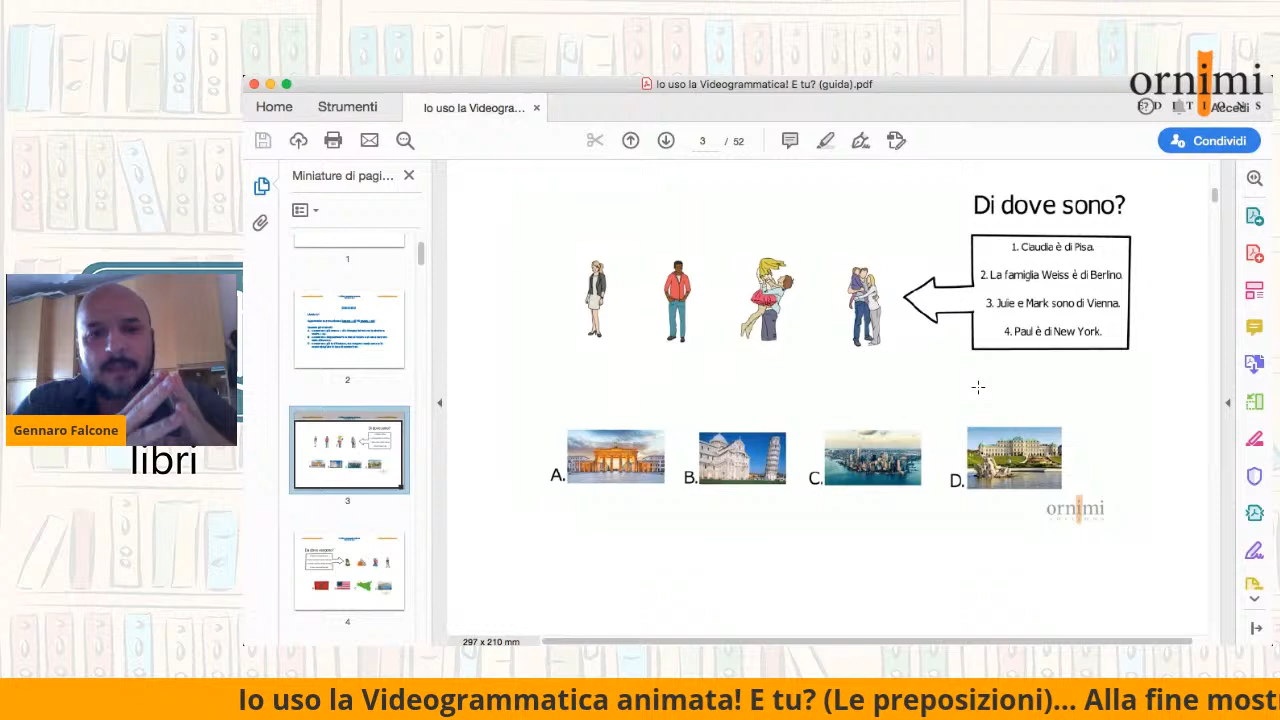 Io uso la Videogrammatica! E tu? (guida).pdf
ornimi
EDITIONS
Home
Strumenti
Io uso la Videogra...
×
Accedi
3 / 52
Condividi
Miniature di pagi...
1
2
3
4
Di dove sono?
1. Claudia è di Pisa.
2. La famiglia Weiss è di Berlino.
3. Juie e Mark sono di Vienna.
4. Paul è di New York.
A.
B.
C.
D.
ornimi
Gennaro Falcone
libri
297 x 210 mm
Io uso la Videogrammatica animata! E tu? (Le preposizioni)... Alla fine most